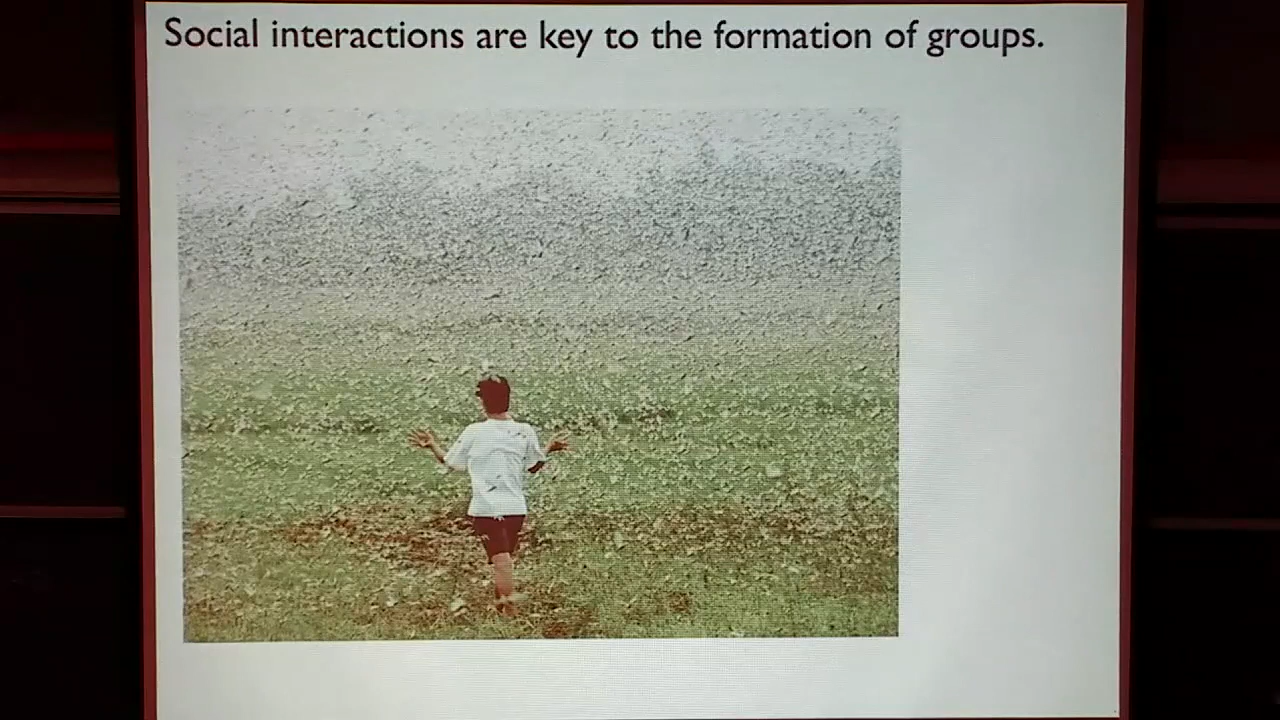 Social interactions are key to the formation of groups.